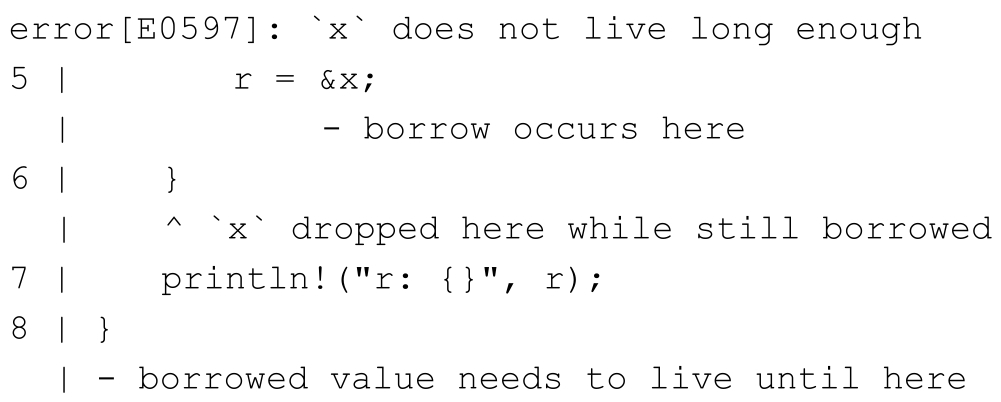 error[E0597]: `x` does not live long enough
5 |        r = &x;
  |             - borrow occurs here
6 |    }
  |    ^ `x` dropped here while still borrowed
7 |    println!("r: {}", r);
8 | }
  | - borrowed value needs to live until here